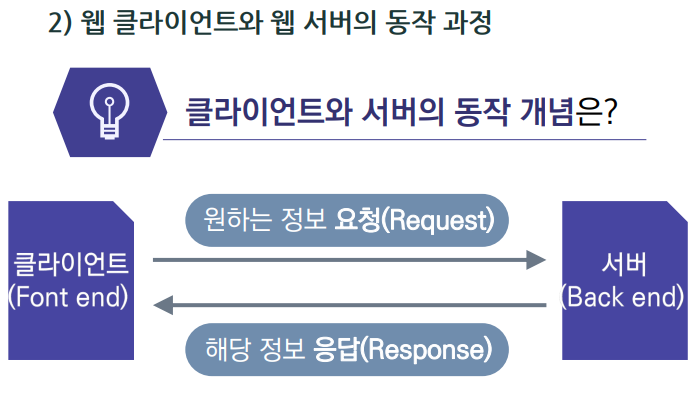 2) 웹 클라이언트와 웹 서버의 동작 과정
클라이언트와 서버의 동작 개념은?
원하는 정보 요청(Request)
클라이언트
(Font end)
서버
(Back end)
해당 정보 응답(Response)